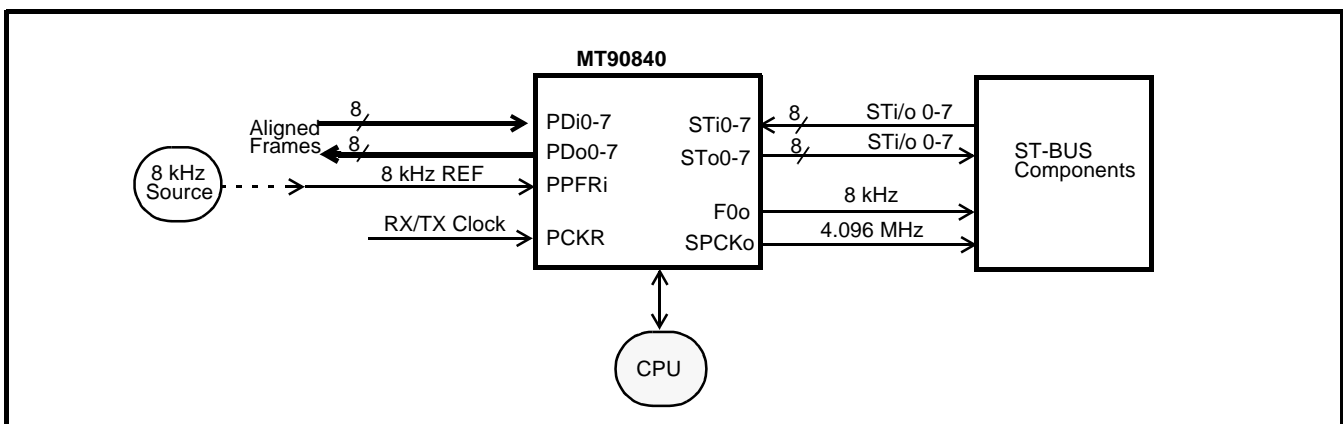 MT90840
8
PDi0-7
Aligned
Frames
8
PDo0-7
8 kHz
Source
8 kHz REF
PPFRi
RX/TX Clock
PCKR
STi0-7
8
STi/o 0-7
STo0-7
8
STi/o 0-7
F0o
8 kHz
SPCKo
4.096 MHz
ST-BUS
Components
CPU